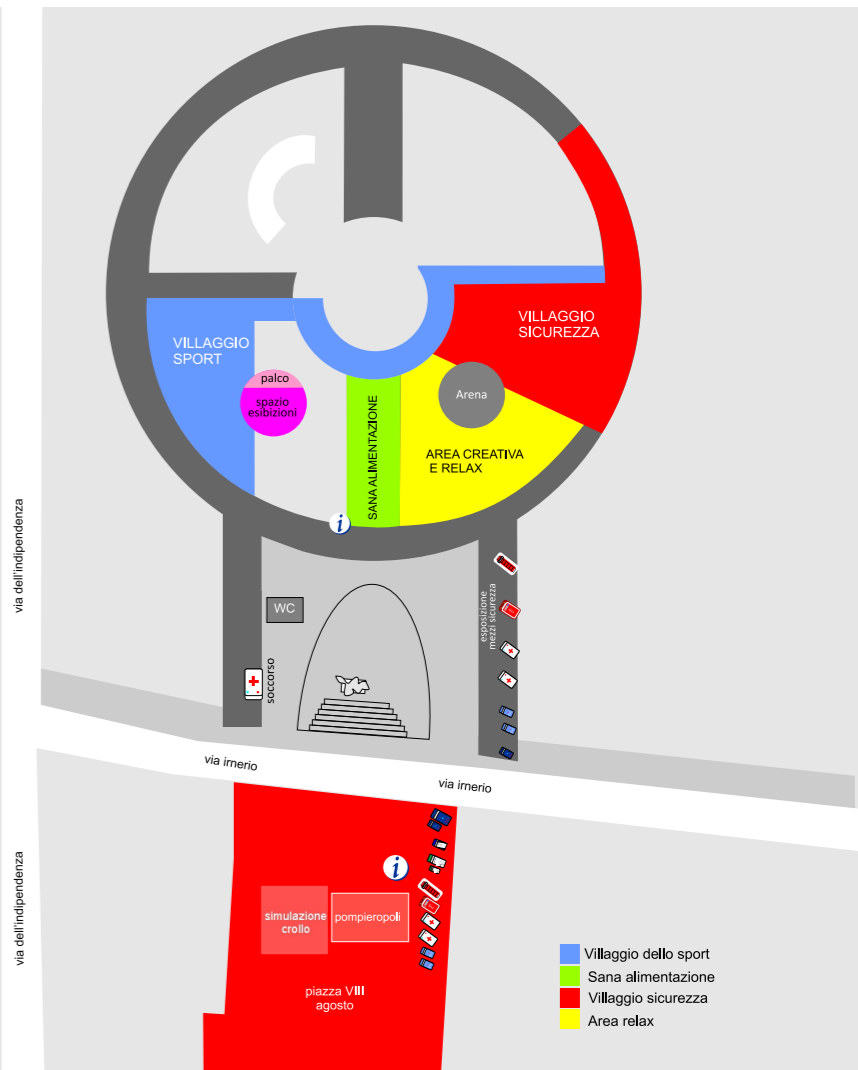 VILLAGGIO
SICUREZZA
VILLAGGIO
SPORT
palco
spazio
esibizioni
Arena
SANA ALIMENTAZIONE
AREA CREATIVA
E RELAX
i
via dell'indipendenza
WC
soccorso
esposizione
mezzi sicurezza
via irnerio
via irnerio
via dell'indipendenza
i
simulazione
crollo
pompieropoli
piazza VIII
agosto
Villaggio dello sport
Sana alimentazione
Villaggio sicurezza
Area relax